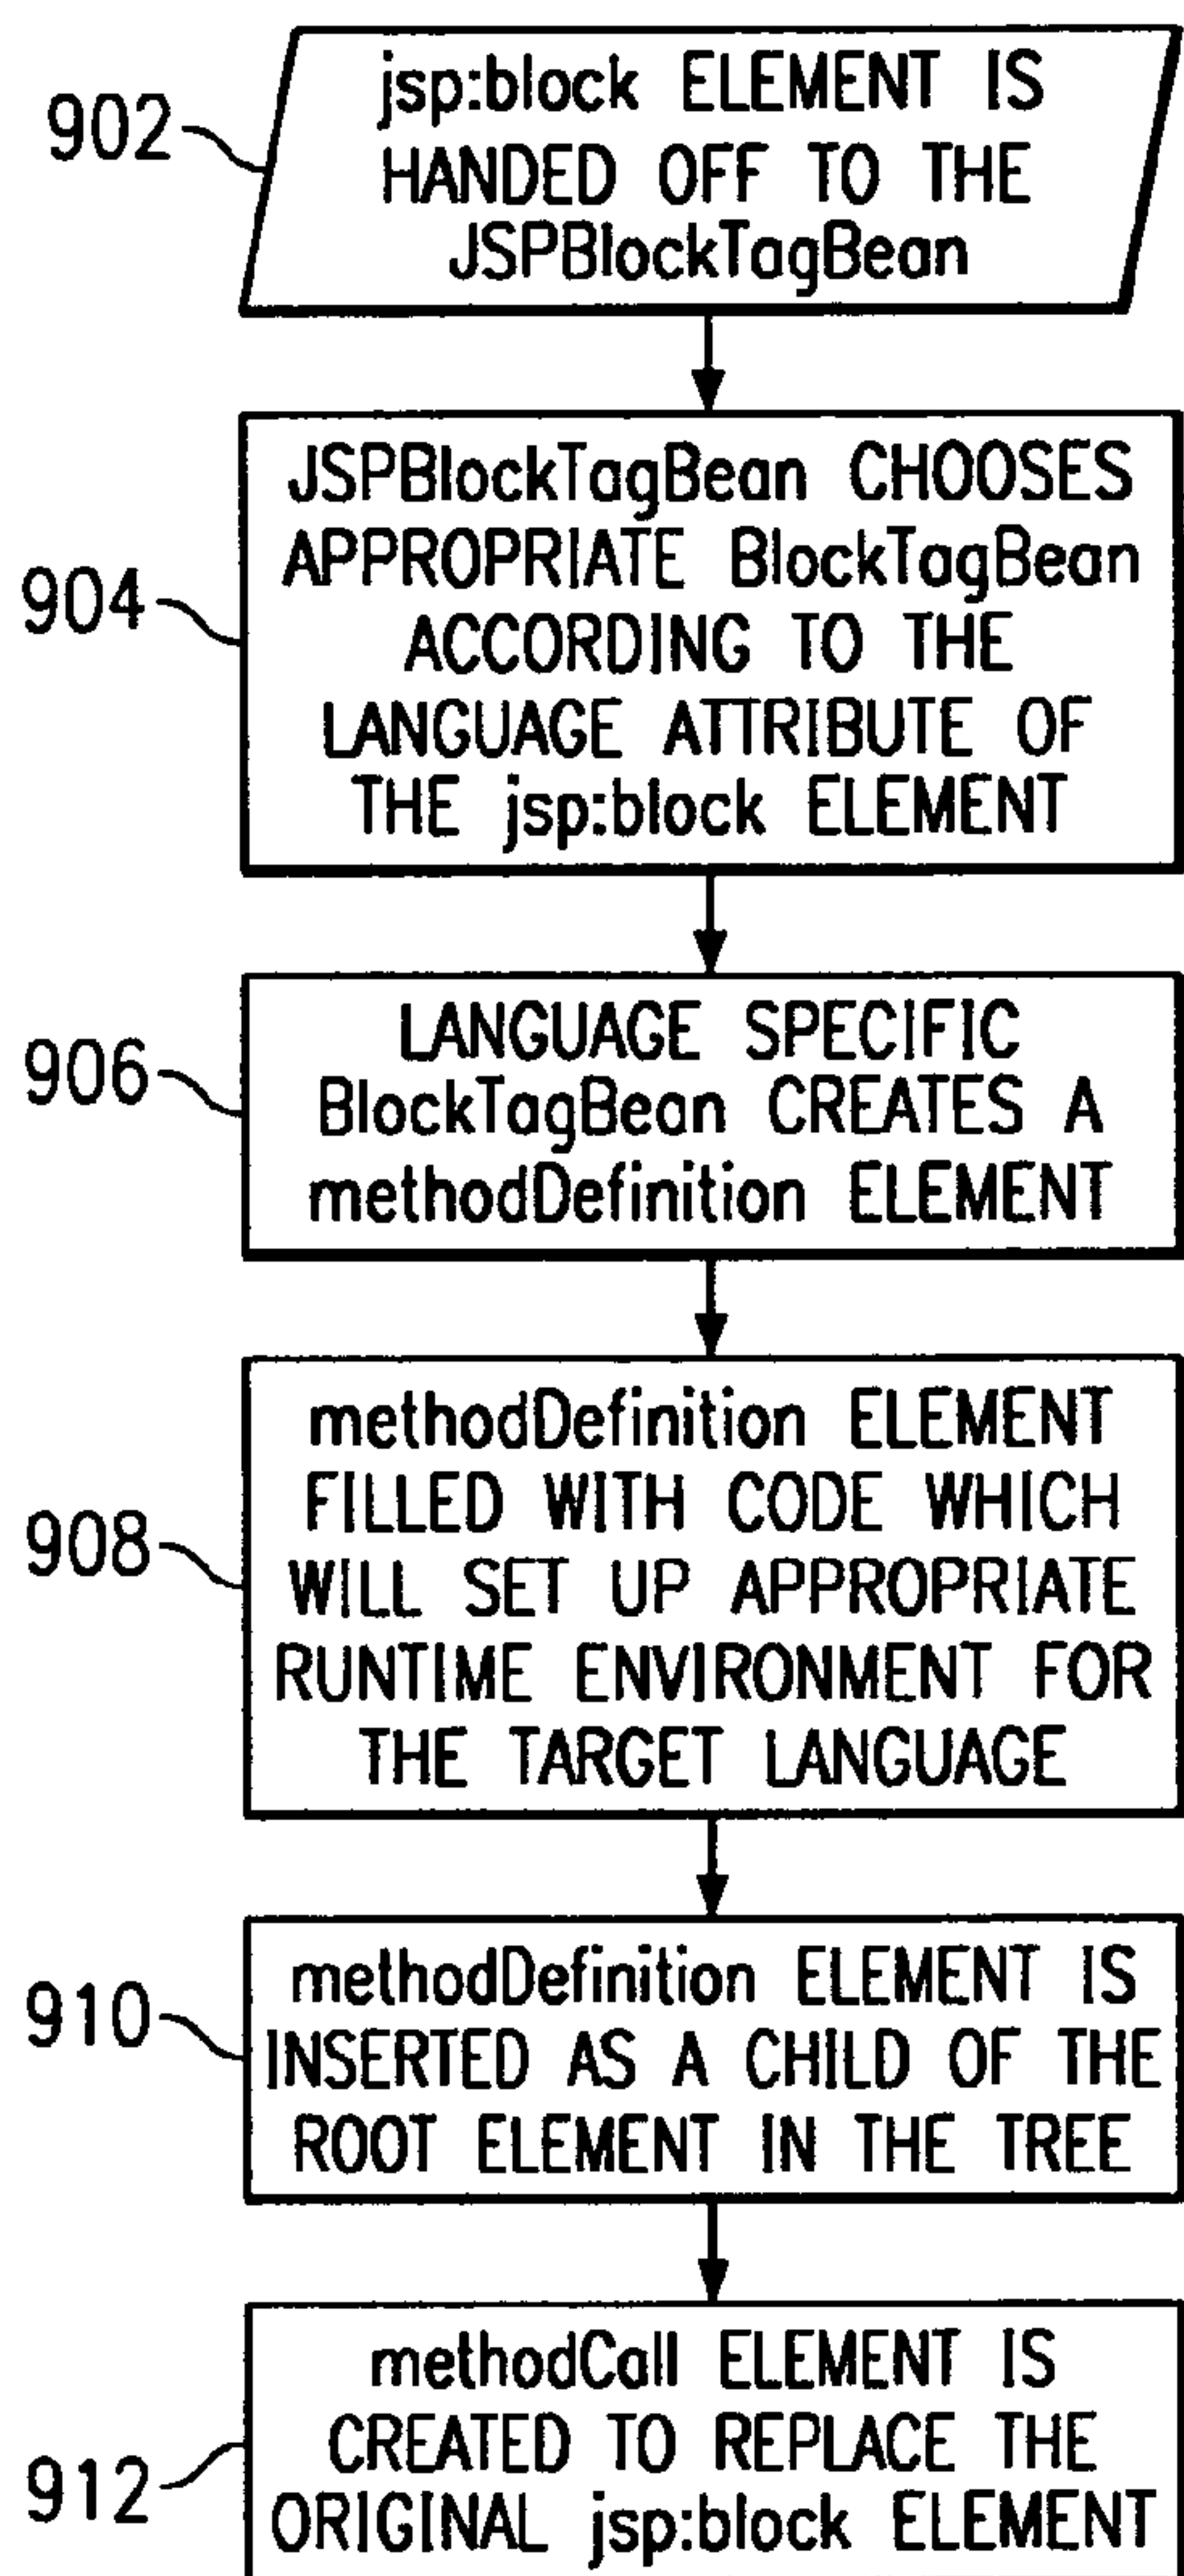 902
jsp:block ELEMENT IS
HANDED OFF TO THE
JSPBlockTagBean
904
JSPBlockTagBean CHOOSES
APPROPRIATE BlockTagBean
ACCORDING TO THE
LANGUAGE ATTRIBUTE OF
THE jsp:block ELEMENT
906
LANGUAGE SPECIFIC
BlockTagBean CREATES A
methodDefinition ELEMENT
908
methodDefinition ELEMENT
FILLED WITH CODE WHICH
WILL SET UP APPROPRIATE
RUNTIME ENVIRONMENT FOR
THE TARGET LANGUAGE
910
methodDefinition ELEMENT IS
INSERTED AS A CHILD OF THE
ROOT ELEMENT IN THE TREE
912
methodCall ELEMENT IS
CREATED TO REPLACE THE
ORIGINAL jsp:block ELEMENT